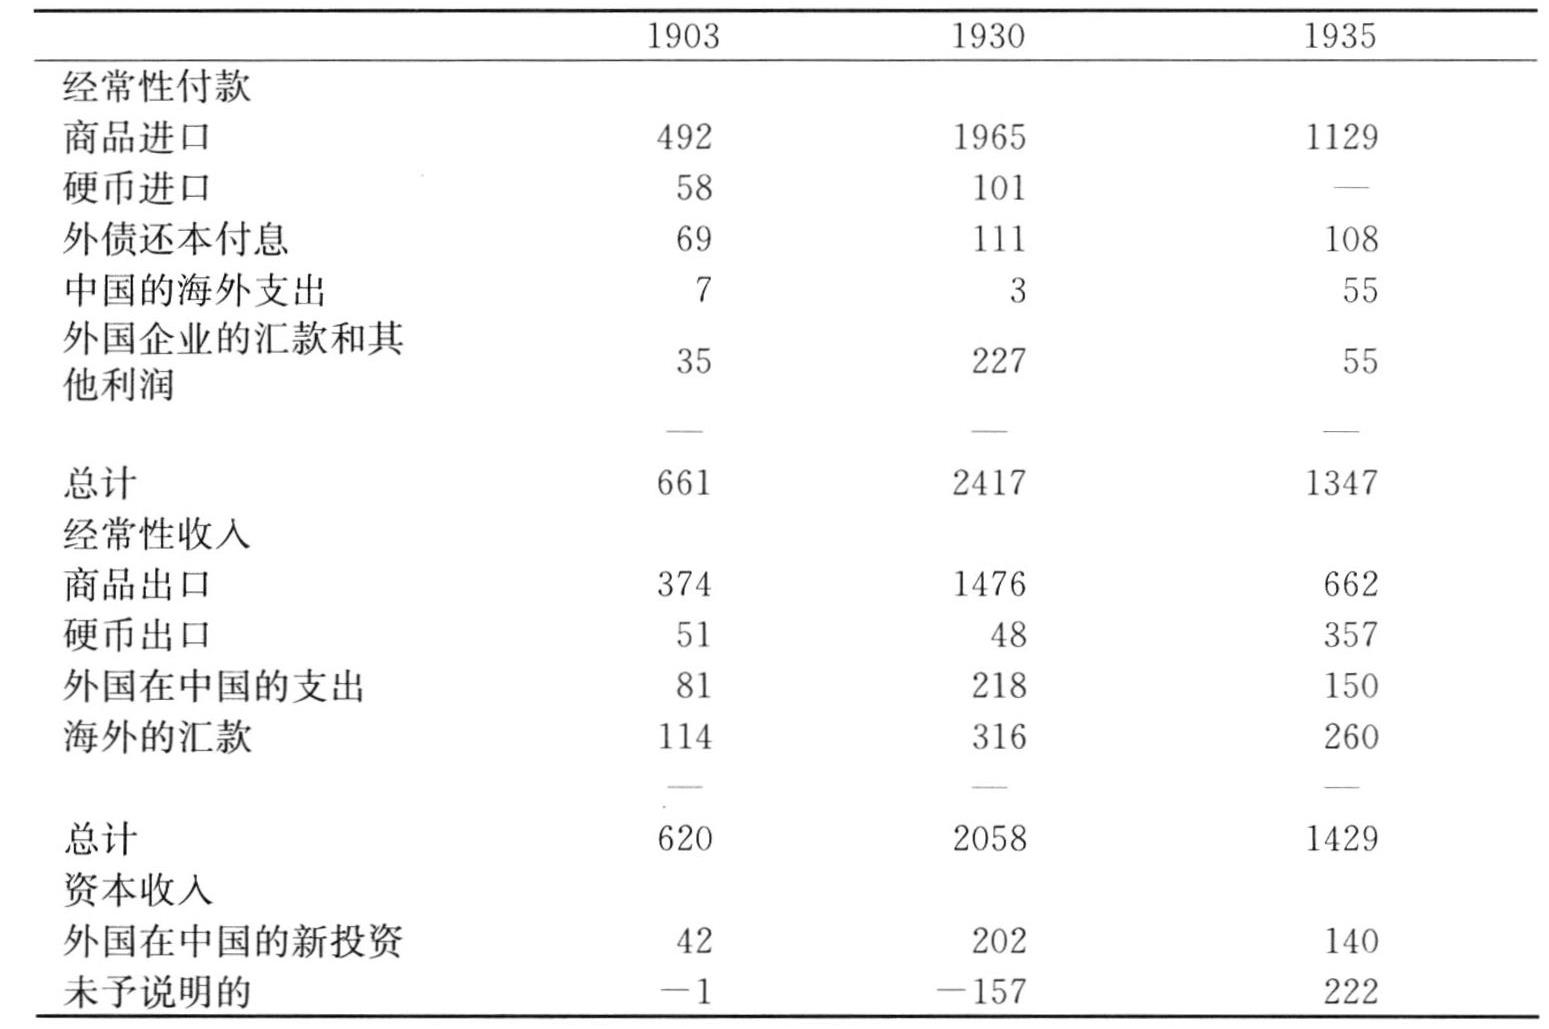 1903 1930 1935
经常性付款
商品进口 492 1965 1129
硬币进口 58 101 —
外债还本付息 69 111 108
中国的海外支出 7 3 55
外国企业的汇款和其
他利润 35 227 55
— — —
总计 661 2417 1347
经常性收入
商品出口 374 1476 662
硬币出口 51 48 357
外国在中国的支出 81 218 150
海外的汇款 114 316 260
— — —
总计 620 2058 1429
资本收入
外国在中国的新投资 42 202 140
未予说明的 —1 —157 222